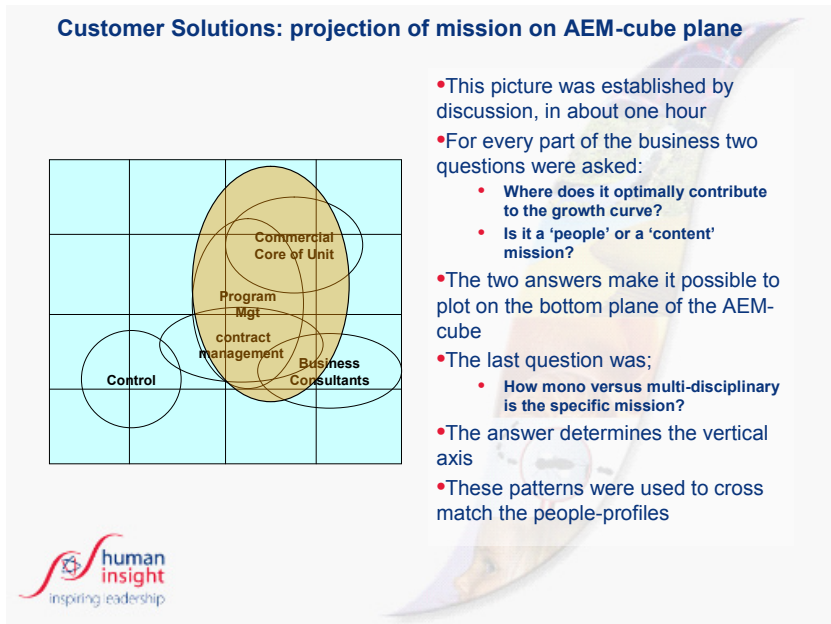 Customer Solutions: projection of mission on AEM-cube plane
Commercial
Core of Unit
Program
Mgt
contract
management
Business
Consultants
Control
•This picture was established by
discussion, in about one hour
•For every part of the business two
questions were asked:
• Where does it optimally contribute
to the growth curve?
• Is it a ‘people’ or a ‘content’
mission?
•The two answers make it possible to
plot on the bottom plane of the AEM-
cube
•The last question was;
• How mono versus multi-disciplinary
is the specific mission?
•The answer determines the vertical
axis
•These patterns were used to cross
match the people-profiles
human
insight
inspiring leadership